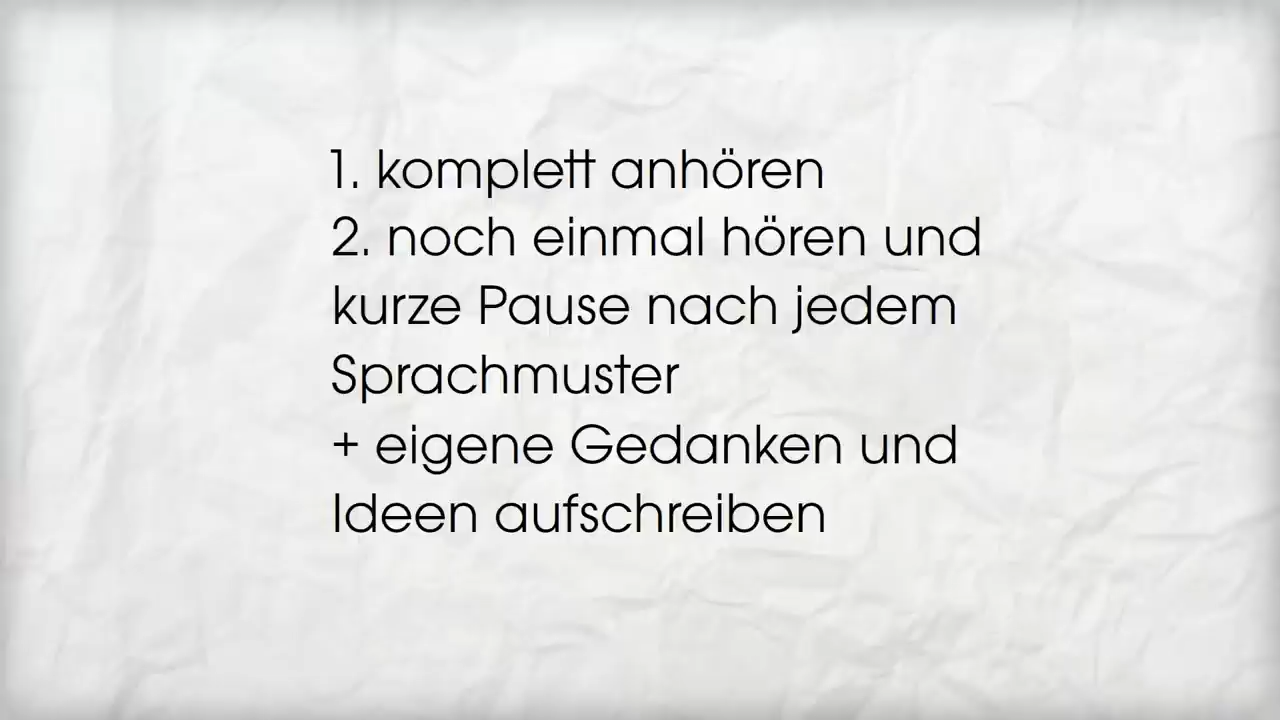 1. komplett anhören
2. noch einmal hören und
kurze Pause nach jedem
Sprachmuster
+ eigene Gedanken und
Ideen aufschreiben